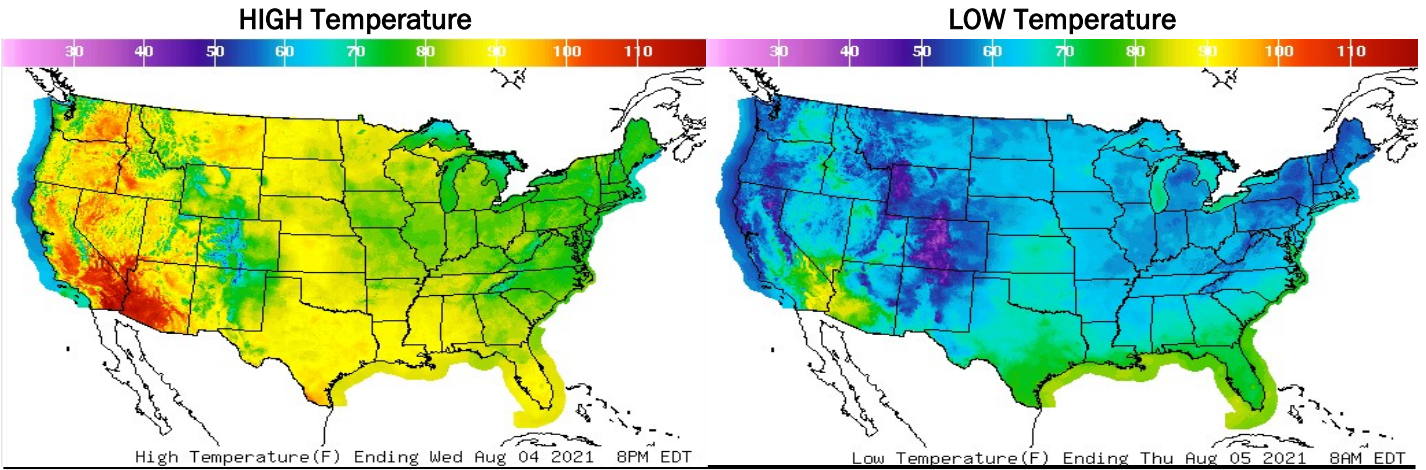 HIGH Temperature
LOW Temperature
30 40 50 60 70 80 90 100 110
30 40 50 60 70 80 90 100 110
High Temperature(F) Ending Wed Aug 04 2021 8PM EDT
Low Temperature(F) Ending Thu Aug 05 2021 8AM EDT